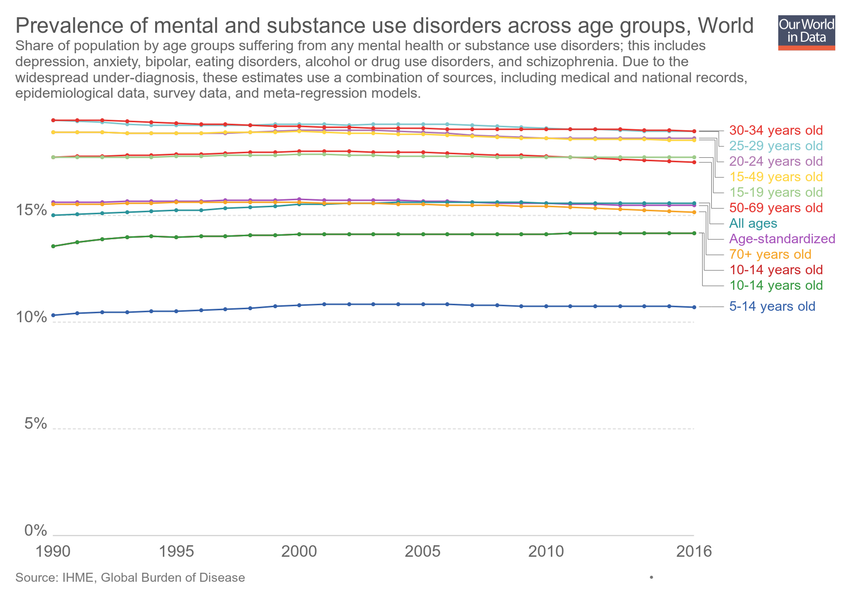 Prevalence of mental and substance use disorders across age groups, World
Our World
in Data
Share of population by age groups suffering from any mental health or substance use disorders; this includes
depression, anxiety, bipolar, eating disorders, alcohol or drug use disorders, and schizophrenia. Due to the
widespread under-diagnosis, these estimates use a combination of sources, including medical and national records,
epidemiological data, survey data, and meta-regression models.
30-34 years old
25-29 years old
20-24 years old
15-49 years old
15-19 years old
50-69 years old
All ages
Age-standardized
70+ years old
10-14 years old
10-14 years old
5-14 years old
15%
10%
5%
0%
1990
1995
2000
2005
2010
2016
Source: IHME, Global Burden of Disease